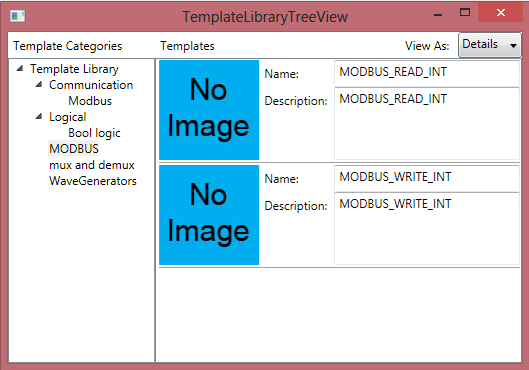 TemplateLibraryTreeView
Template Categories
Templates
View As: Details
Template Library
Communication
Modbus
Logical
Bool logic
MODBUS
mux and demux
WaveGenerators
No
Image
Name: MODBUS_READ_INT
Description: MODBUS_READ_INT
No
Image
Name: MODBUS_WRITE_INT
Description: MODBUS_WRITE_INT